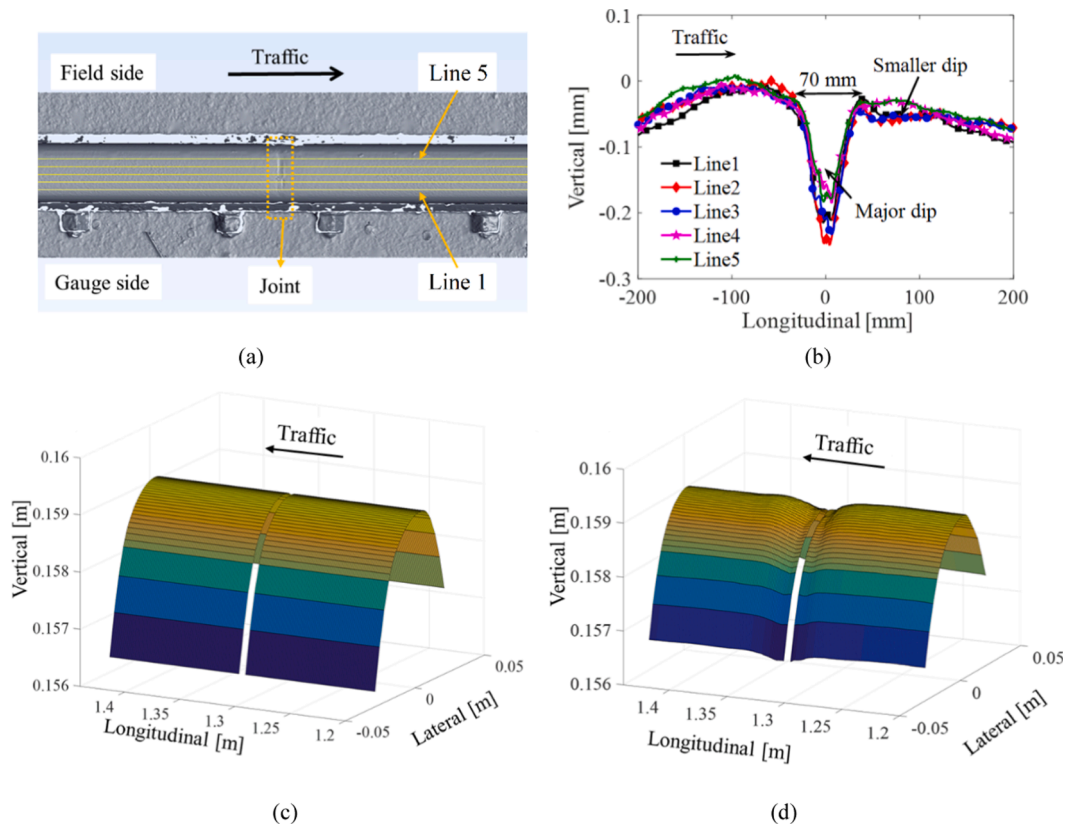 Traffic
Field side
Line 5
Gauge side
Joint
Line 1
(a)
0.1
0
-0.1
-0.2
-0.3
Vertical [mm]
Traffic
70 mm
Smaller dip
Major dip
Line1
Line2
Line3
Line4
Line5
-200
-100
0
100
200
Longitudinal [mm]
(b)
Traffic
0.16
0.159
0.158
0.157
0.156
Vertical [m]
1.4
1.35
1.3
1.25
1.2
Longitudinal [m]
-0.05
0
0.05
Lateral [m]
(c)
Traffic
0.16
0.159
0.158
0.157
0.156
Vertical [m]
1.4
1.35
1.3
1.25
1.2
Longitudinal [m]
-0.05
0
0.05
Lateral [m]
(d)